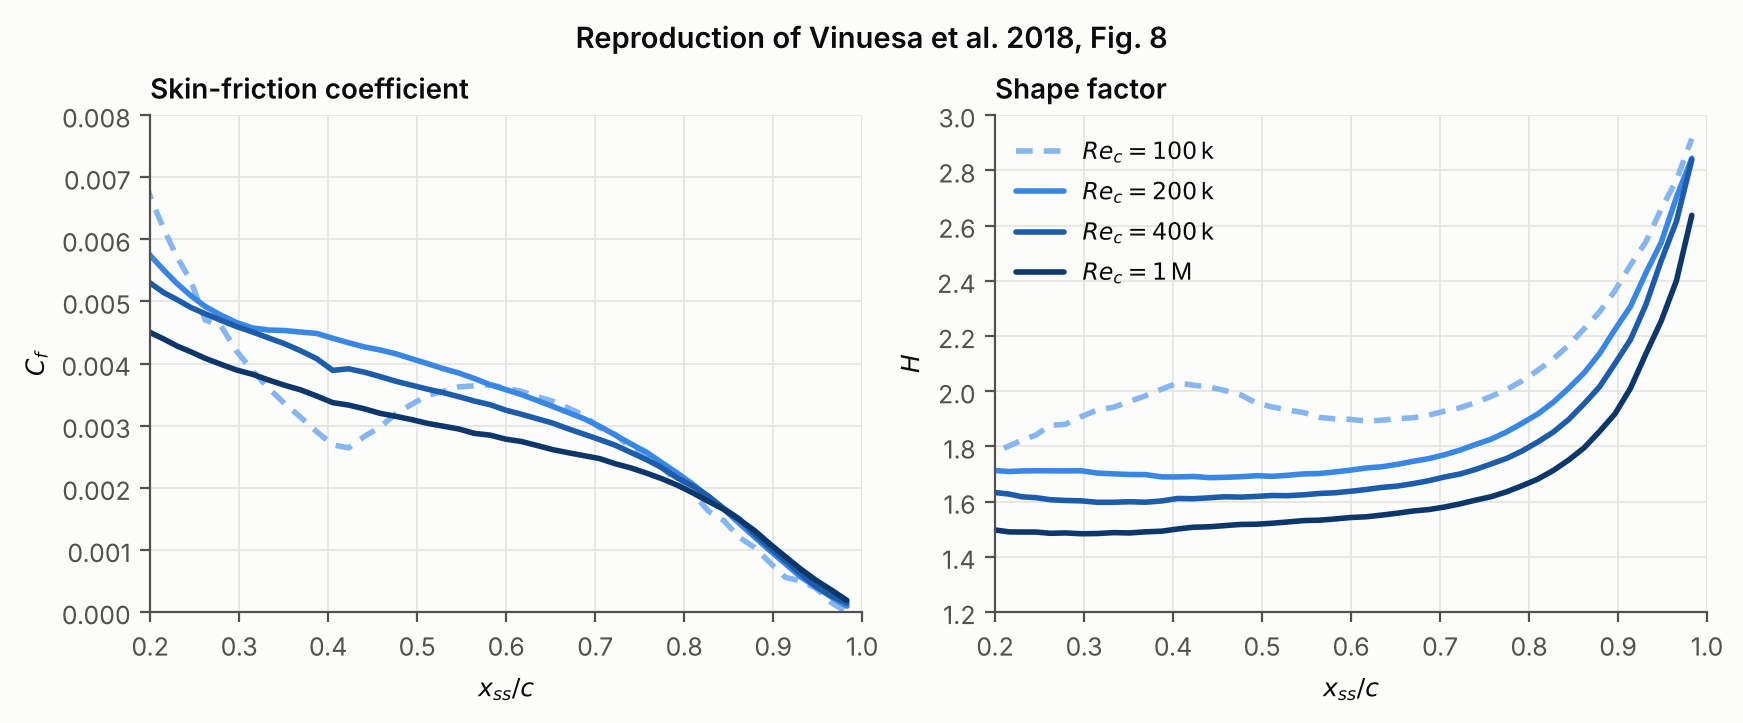 Reproduction of Vinuesa et al. 2018, Fig. 8
Skin-friction coefficient
0.008
0.007
0.006
0.005
0.004
0.003
0.002
0.001
0.000
C_f
0.2 0.3 0.4 0.5 0.6 0.7 0.8 0.9 1.0
x_ss/c
Shape factor
3.0
2.8
2.6
2.4
2.2
2.0
1.8
1.6
1.4
1.2
H
Re_c = 100 k
Re_c = 200 k
Re_c = 400 k
Re_c = 1 M
0.2 0.3 0.4 0.5 0.6 0.7 0.8 0.9 1.0
x_ss/c